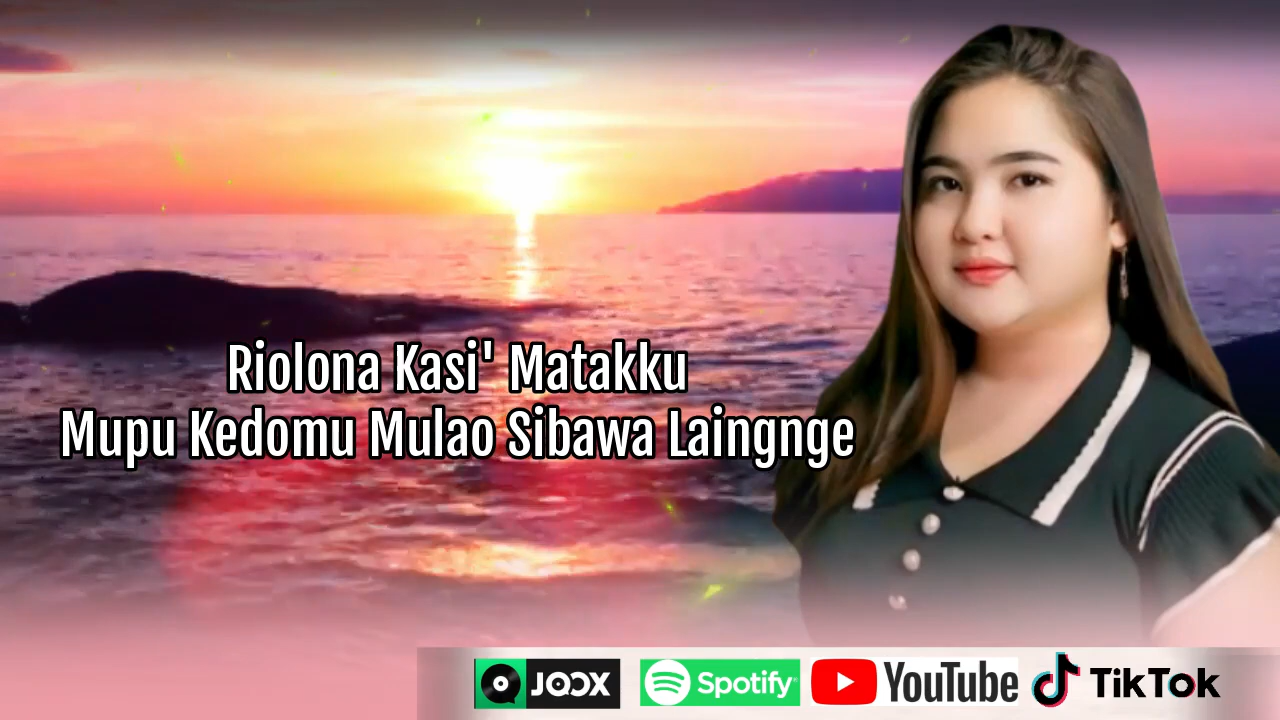 Riolona Kasi' Matakku
Mupu Kedomu Mulao Sibawa Laingnge
JOOX Spotify YouTube TikTok